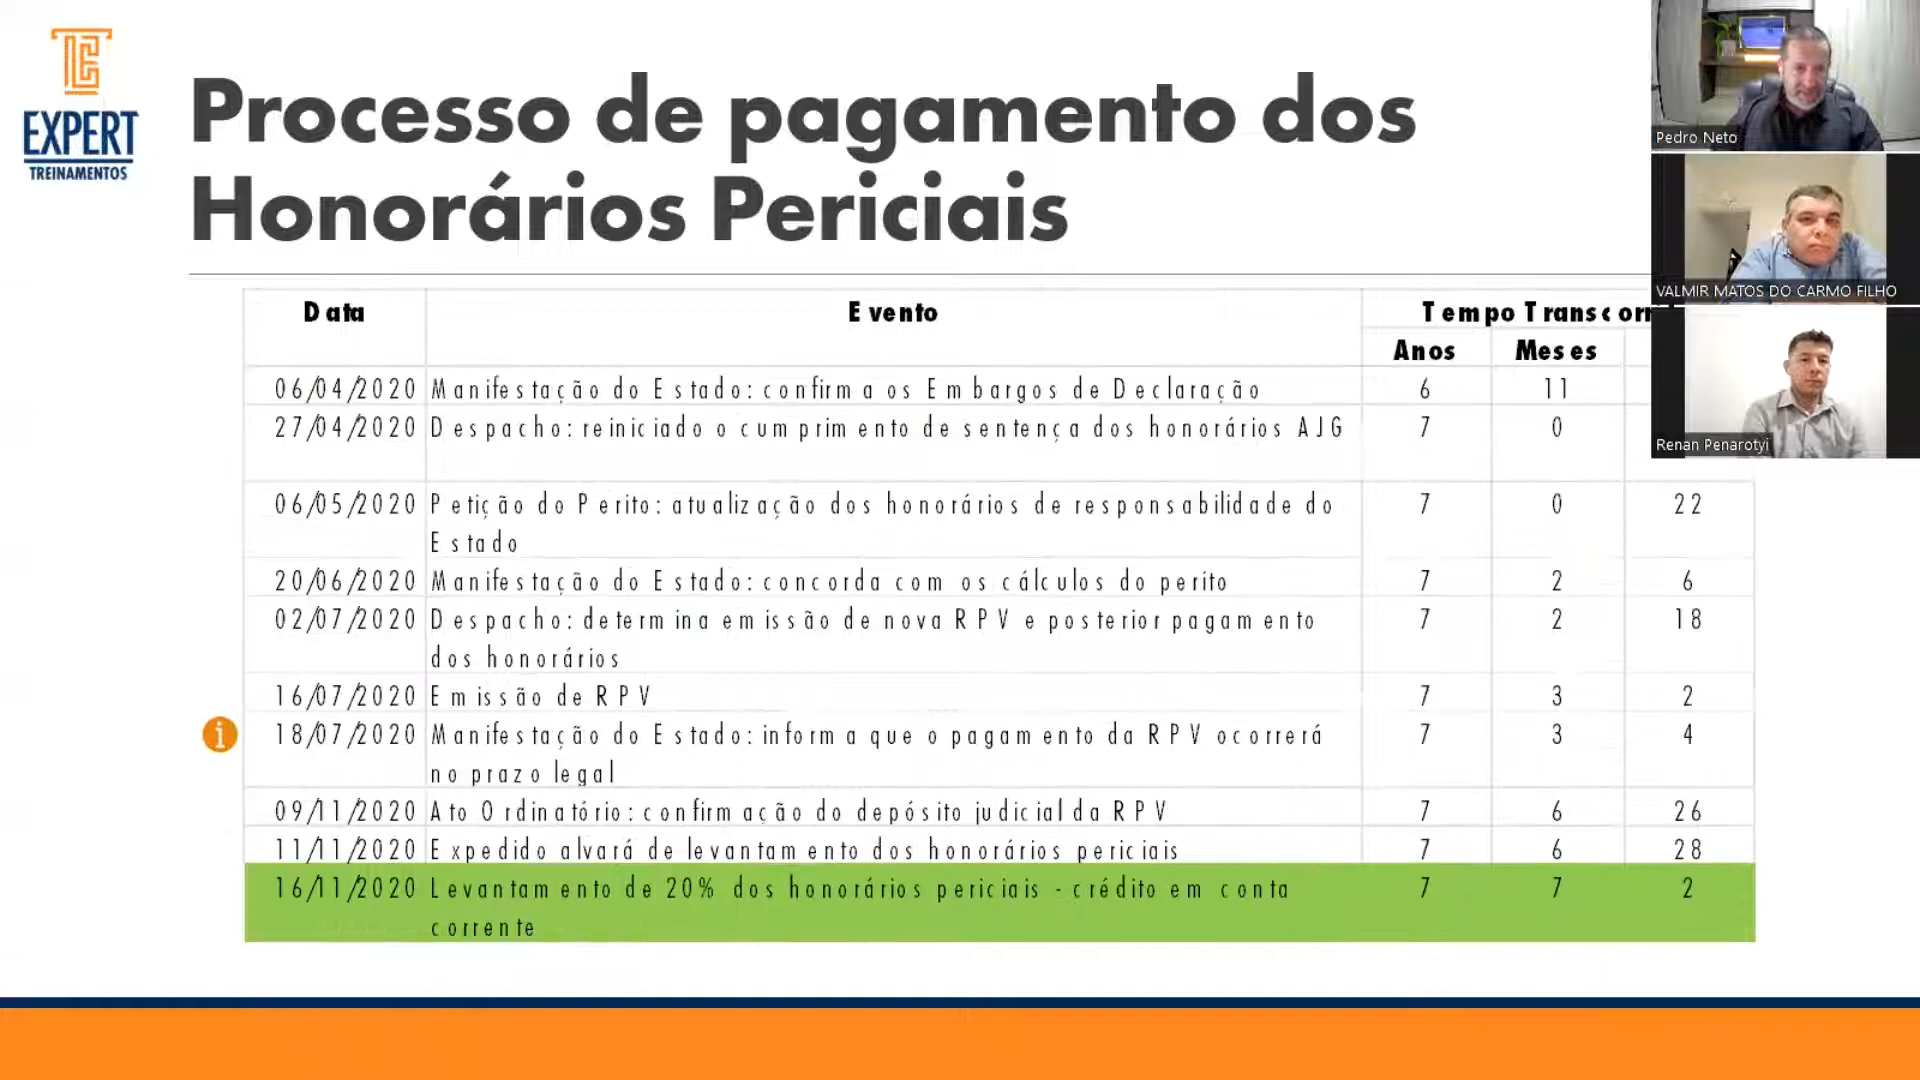 EXPERT
TREINAMENTOS
Processo de pagamento dos
Honorários Periciais
Pedro Neto
VALMIR MATOS DO CARMO FILHO
Renan Penarotyi
Data Evento Tempo
Anos Meses
06/04/2020 Manifestação do Estado: confirma os Embargos de Declaração 6 11
27/04/2020 Despacho: reiniciado o cumprimento de sentença dos honorários AJG 7 0
06/05/2020 Petição do Perito: atualização dos honorários de responsabilidade do 7 0 22
Estado
20/06/2020 Manifestação do Estado: concorda com os cálculos do perito 7 2 6
02/07/2020 Despacho: determina emissão de nova RPV e posterior pagamento 7 2 18
dos honorários
16/07/2020 Emissão de RPV 7 3 2
i
18/07/2020 Manifestação do Estado: informa que o pagamento da RPV ocorrerá 7 3 4
no prazo legal
09/11/2020 Ato Ordinatório: confirmação do depósito judicial da RPV 7 6 26
11/11/2020 Expedido alvará de levantamento dos honorários periciais 7 6 28
16/11/2020 Levantamento de 20% dos honorários periciais - crédito em conta 7 7 2
corrente